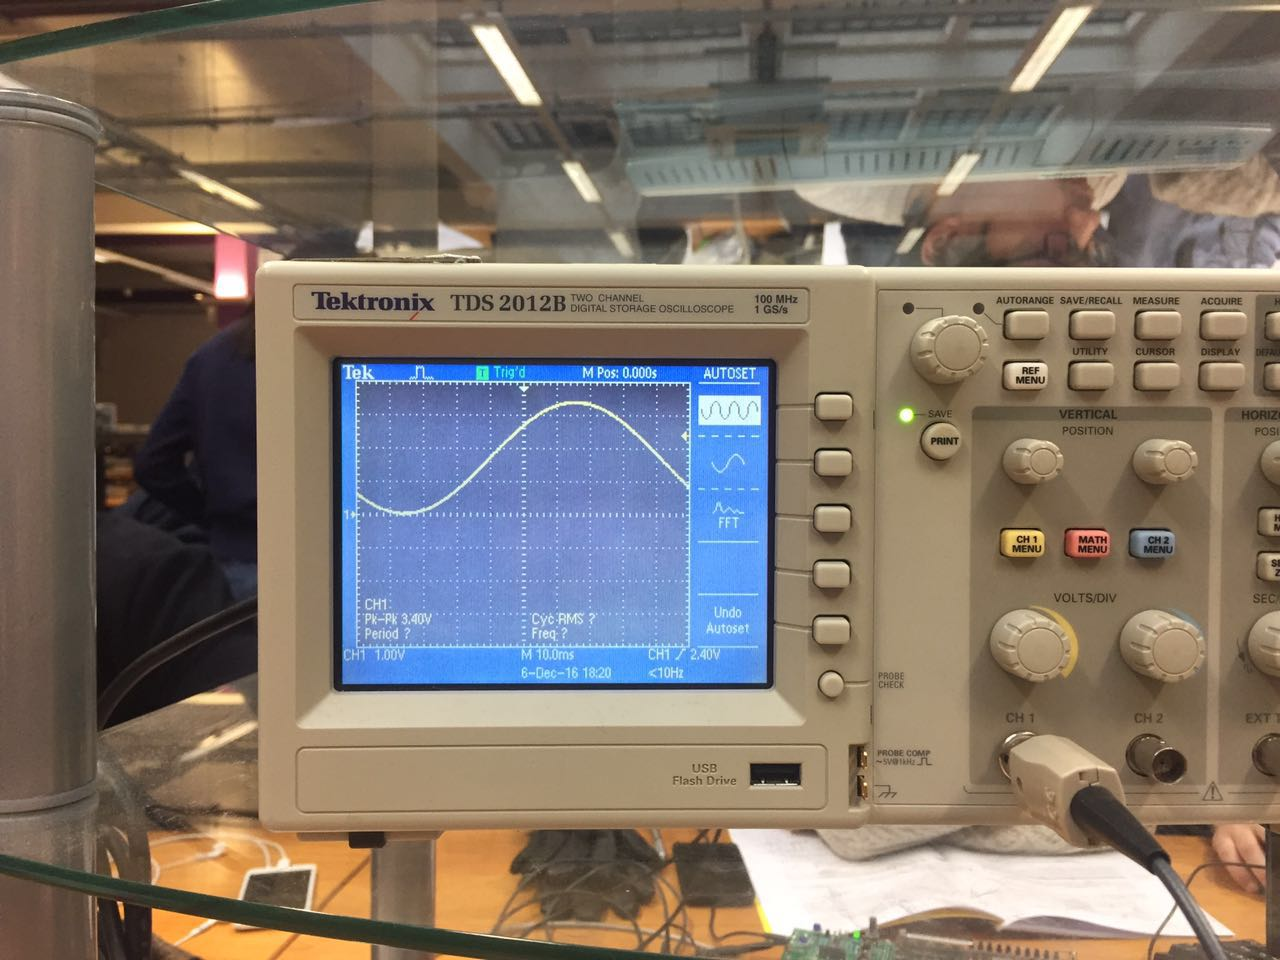 Tektronix TDS 2012B TWO CHANNEL DIGITAL STORAGE OSCILLOSCOPE
100 MHz
1 GS/s
Tek T Trig'd M Pos: 0.000s AUTOSET
1
FFT
Undo
Autoset
CH1:
Pk-Pk 3.40V Cyc RMS ?
Period ? Freq ?
CH1 1.00V M 10.0ms CH1 2.40V
6-Dec-16 18:20 <10Hz
USB
Flash Drive
AUTORANGE SAVE/RECALL MEASURE ACQUIRE
REF
MENU
UTILITY CURSOR DISPLAY
SAVE
PRINT
VERTICAL
POSITION
CH 1
MENU
MATH
MENU
CH 2
MENU
VOLTS/DIV
PROBE
CHECK
CH 1 CH 2
PROBE COMP
~5V@1kHz